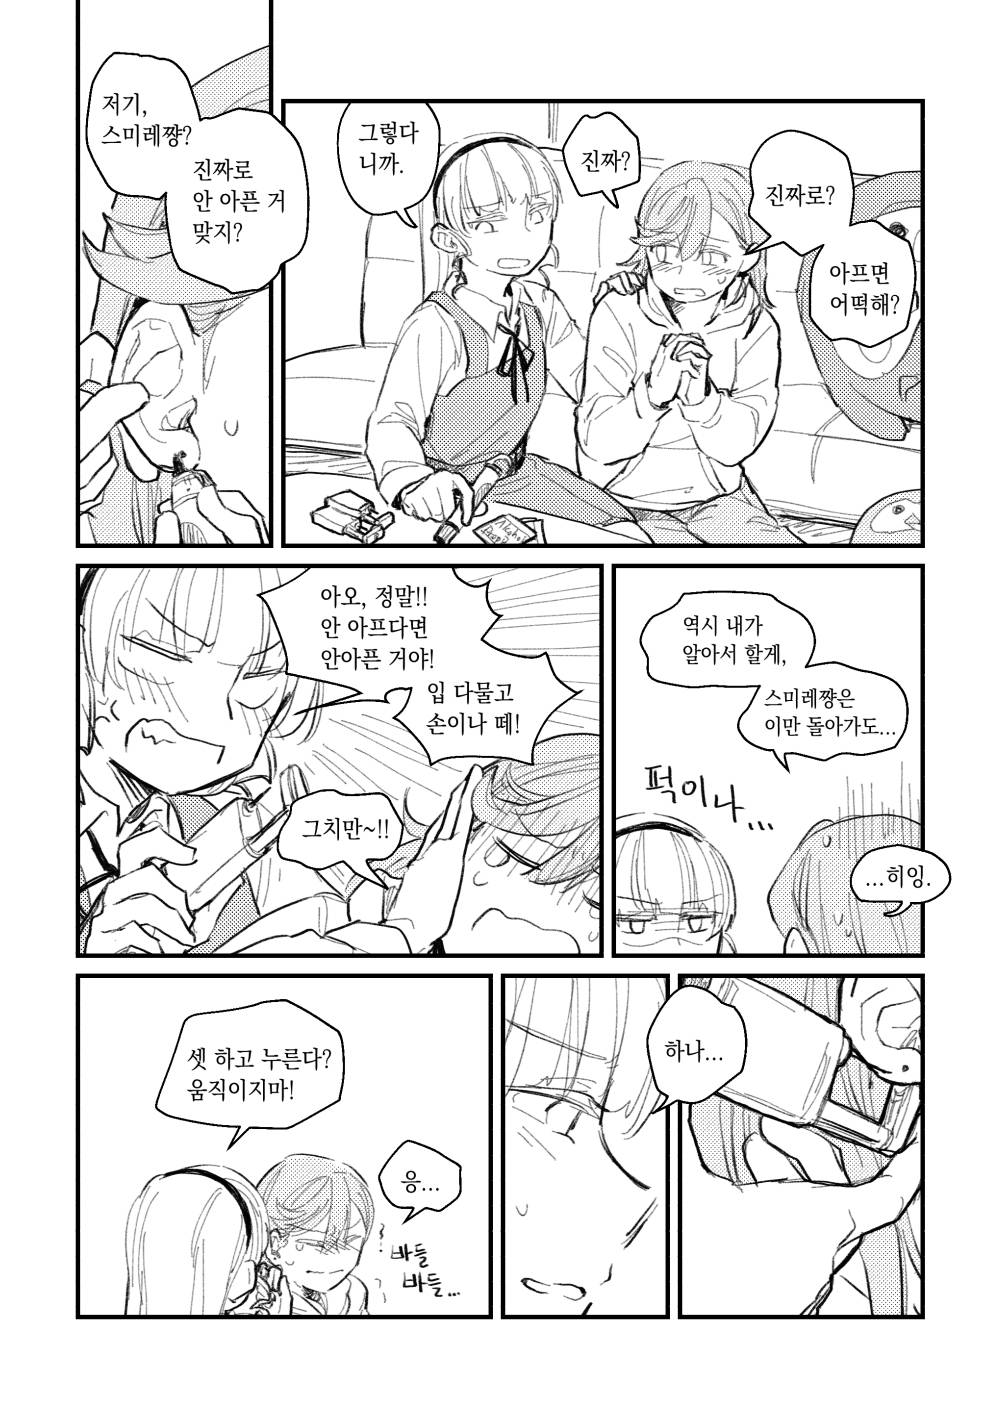 저기,
스미레쨩?
진짜로
안 아픈 거
맞지?
그렇다
니까.
진짜?
진짜로?
아프면
어떡해?
아오, 정말!!
안 아프다면
안아픈 거야!
입 다물고
손이나 떼!
그치만~!!
역시 내가
알아서 할게,
스미레쨩은
이만 돌아가도...
퍽이나...
...히잉.
셋 하고 누른다?
움직이지마!
응...
바들
바들...
하나...